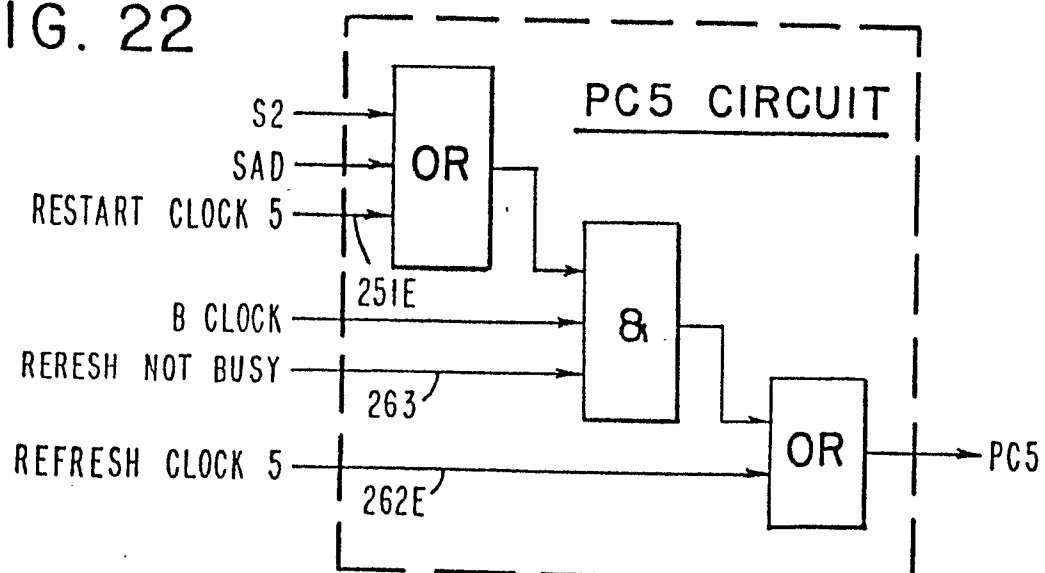 IG. 22
PC5 CIRCUIT
S2
SAD
OR
RESTART CLOCK 5
251E
B CLOCK
&
RERESH NOT BUSY
263
REFRESH CLOCK 5
262E
OR
PC5